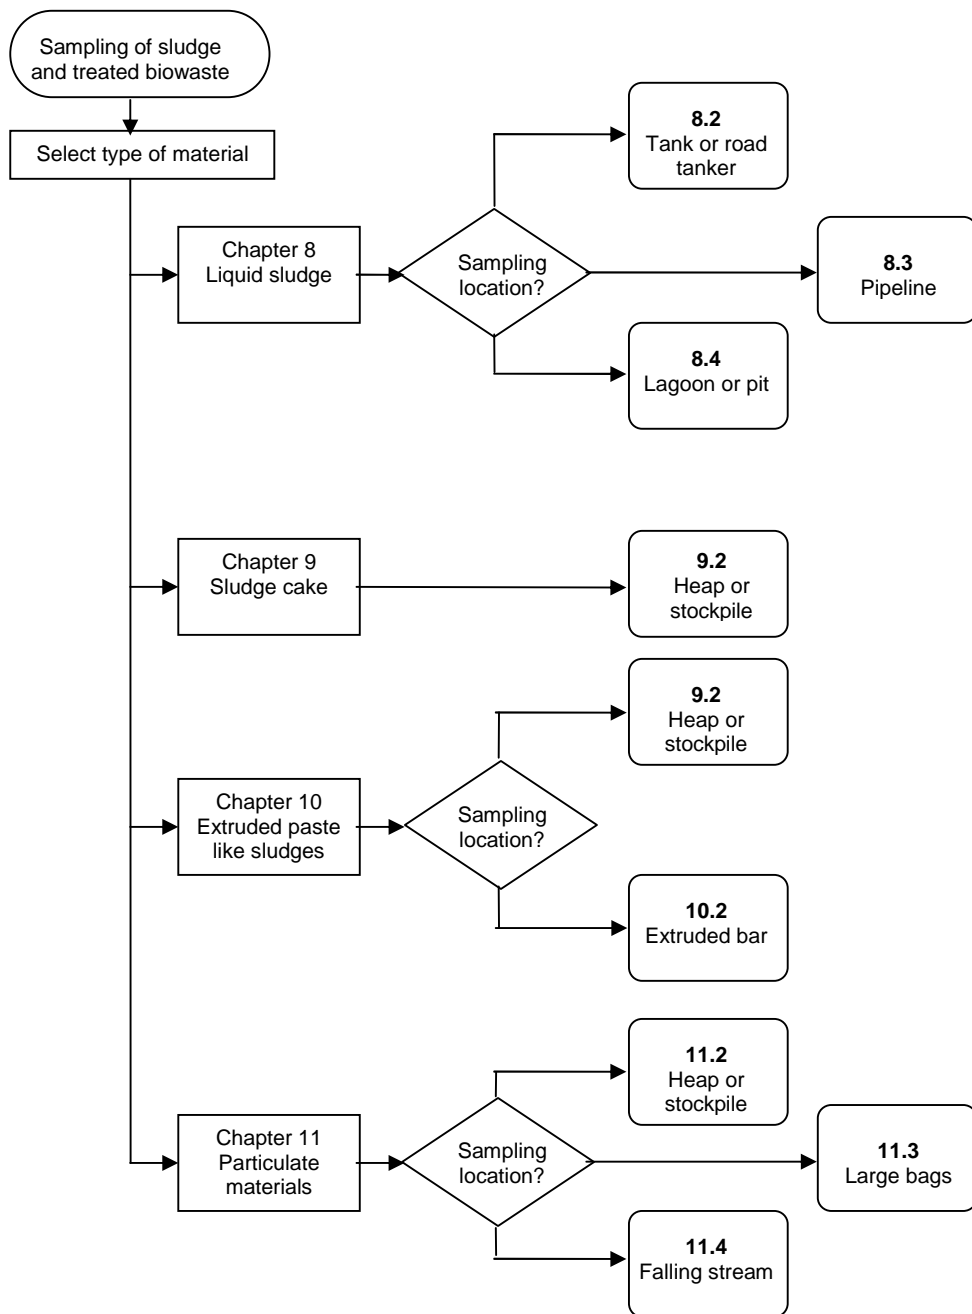 Sampling of sludge
and treated biowaste
Select type of material
Chapter 8
Liquid sludge
Sampling
location?
8.2
Tank or road
tanker
8.3
Pipeline
8.4
Lagoon or pit
Chapter 9
Sludge cake
9.2
Heap or
stockpile
Chapter 10
Extruded paste
like sludges
Sampling
location?
9.2
Heap or
stockpile
10.2
Extruded bar
Chapter 11
Particulate
materials
Sampling
location?
11.2
Heap or
stockpile
11.3
Large bags
11.4
Falling stream